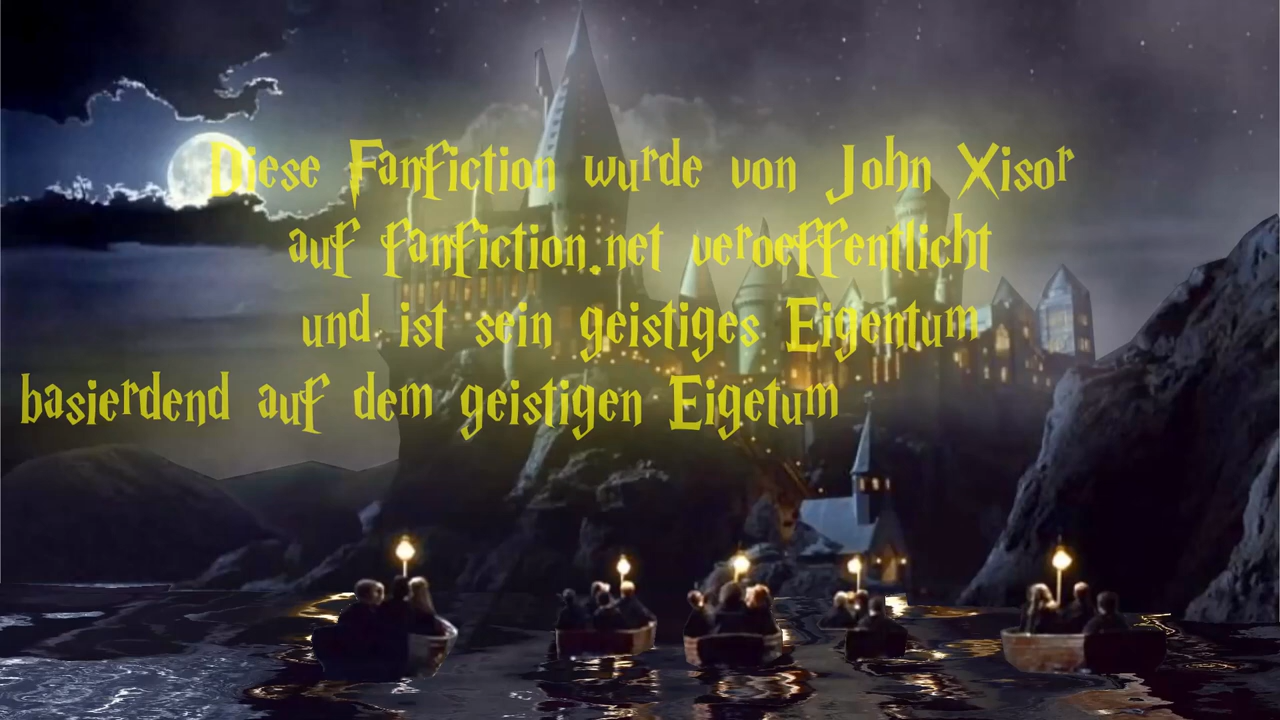 Diese Fanfiction wurde von John Xisor
auf fanfiction.net veroeffentlicht
und ist sein geistiges Eigentum
basierdend auf dem geistigen Eigetum